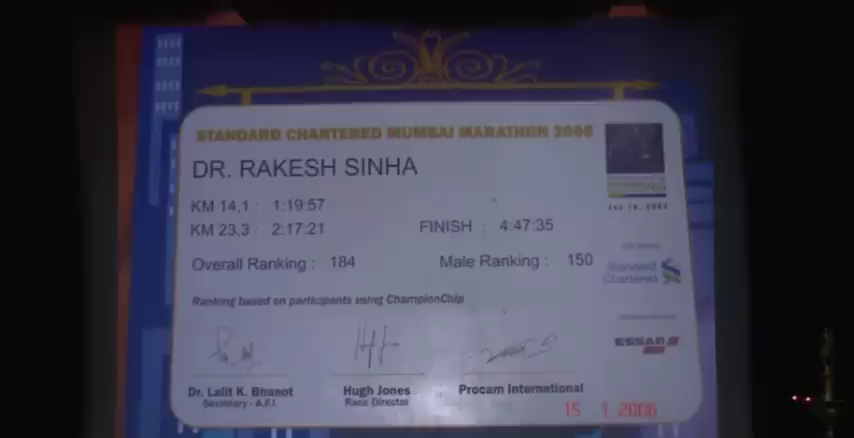 STANDARD CHARTERED MUMBAI MARATHON 2006
DR. RAKESH SINHA
KM 14,1 : 1:19:57
KM 23,3 : 2:17:21 FINISH : 4:47:35
Overall Ranking : 184 Male Ranking : 150
Ranking based on participants using ChampionChip
Standard
Chartered
ESSAR
Dr. Lalit K. Bhanot Hugh Jones Procam International
Secretary - A.F.I. Race Director
15 1 2006